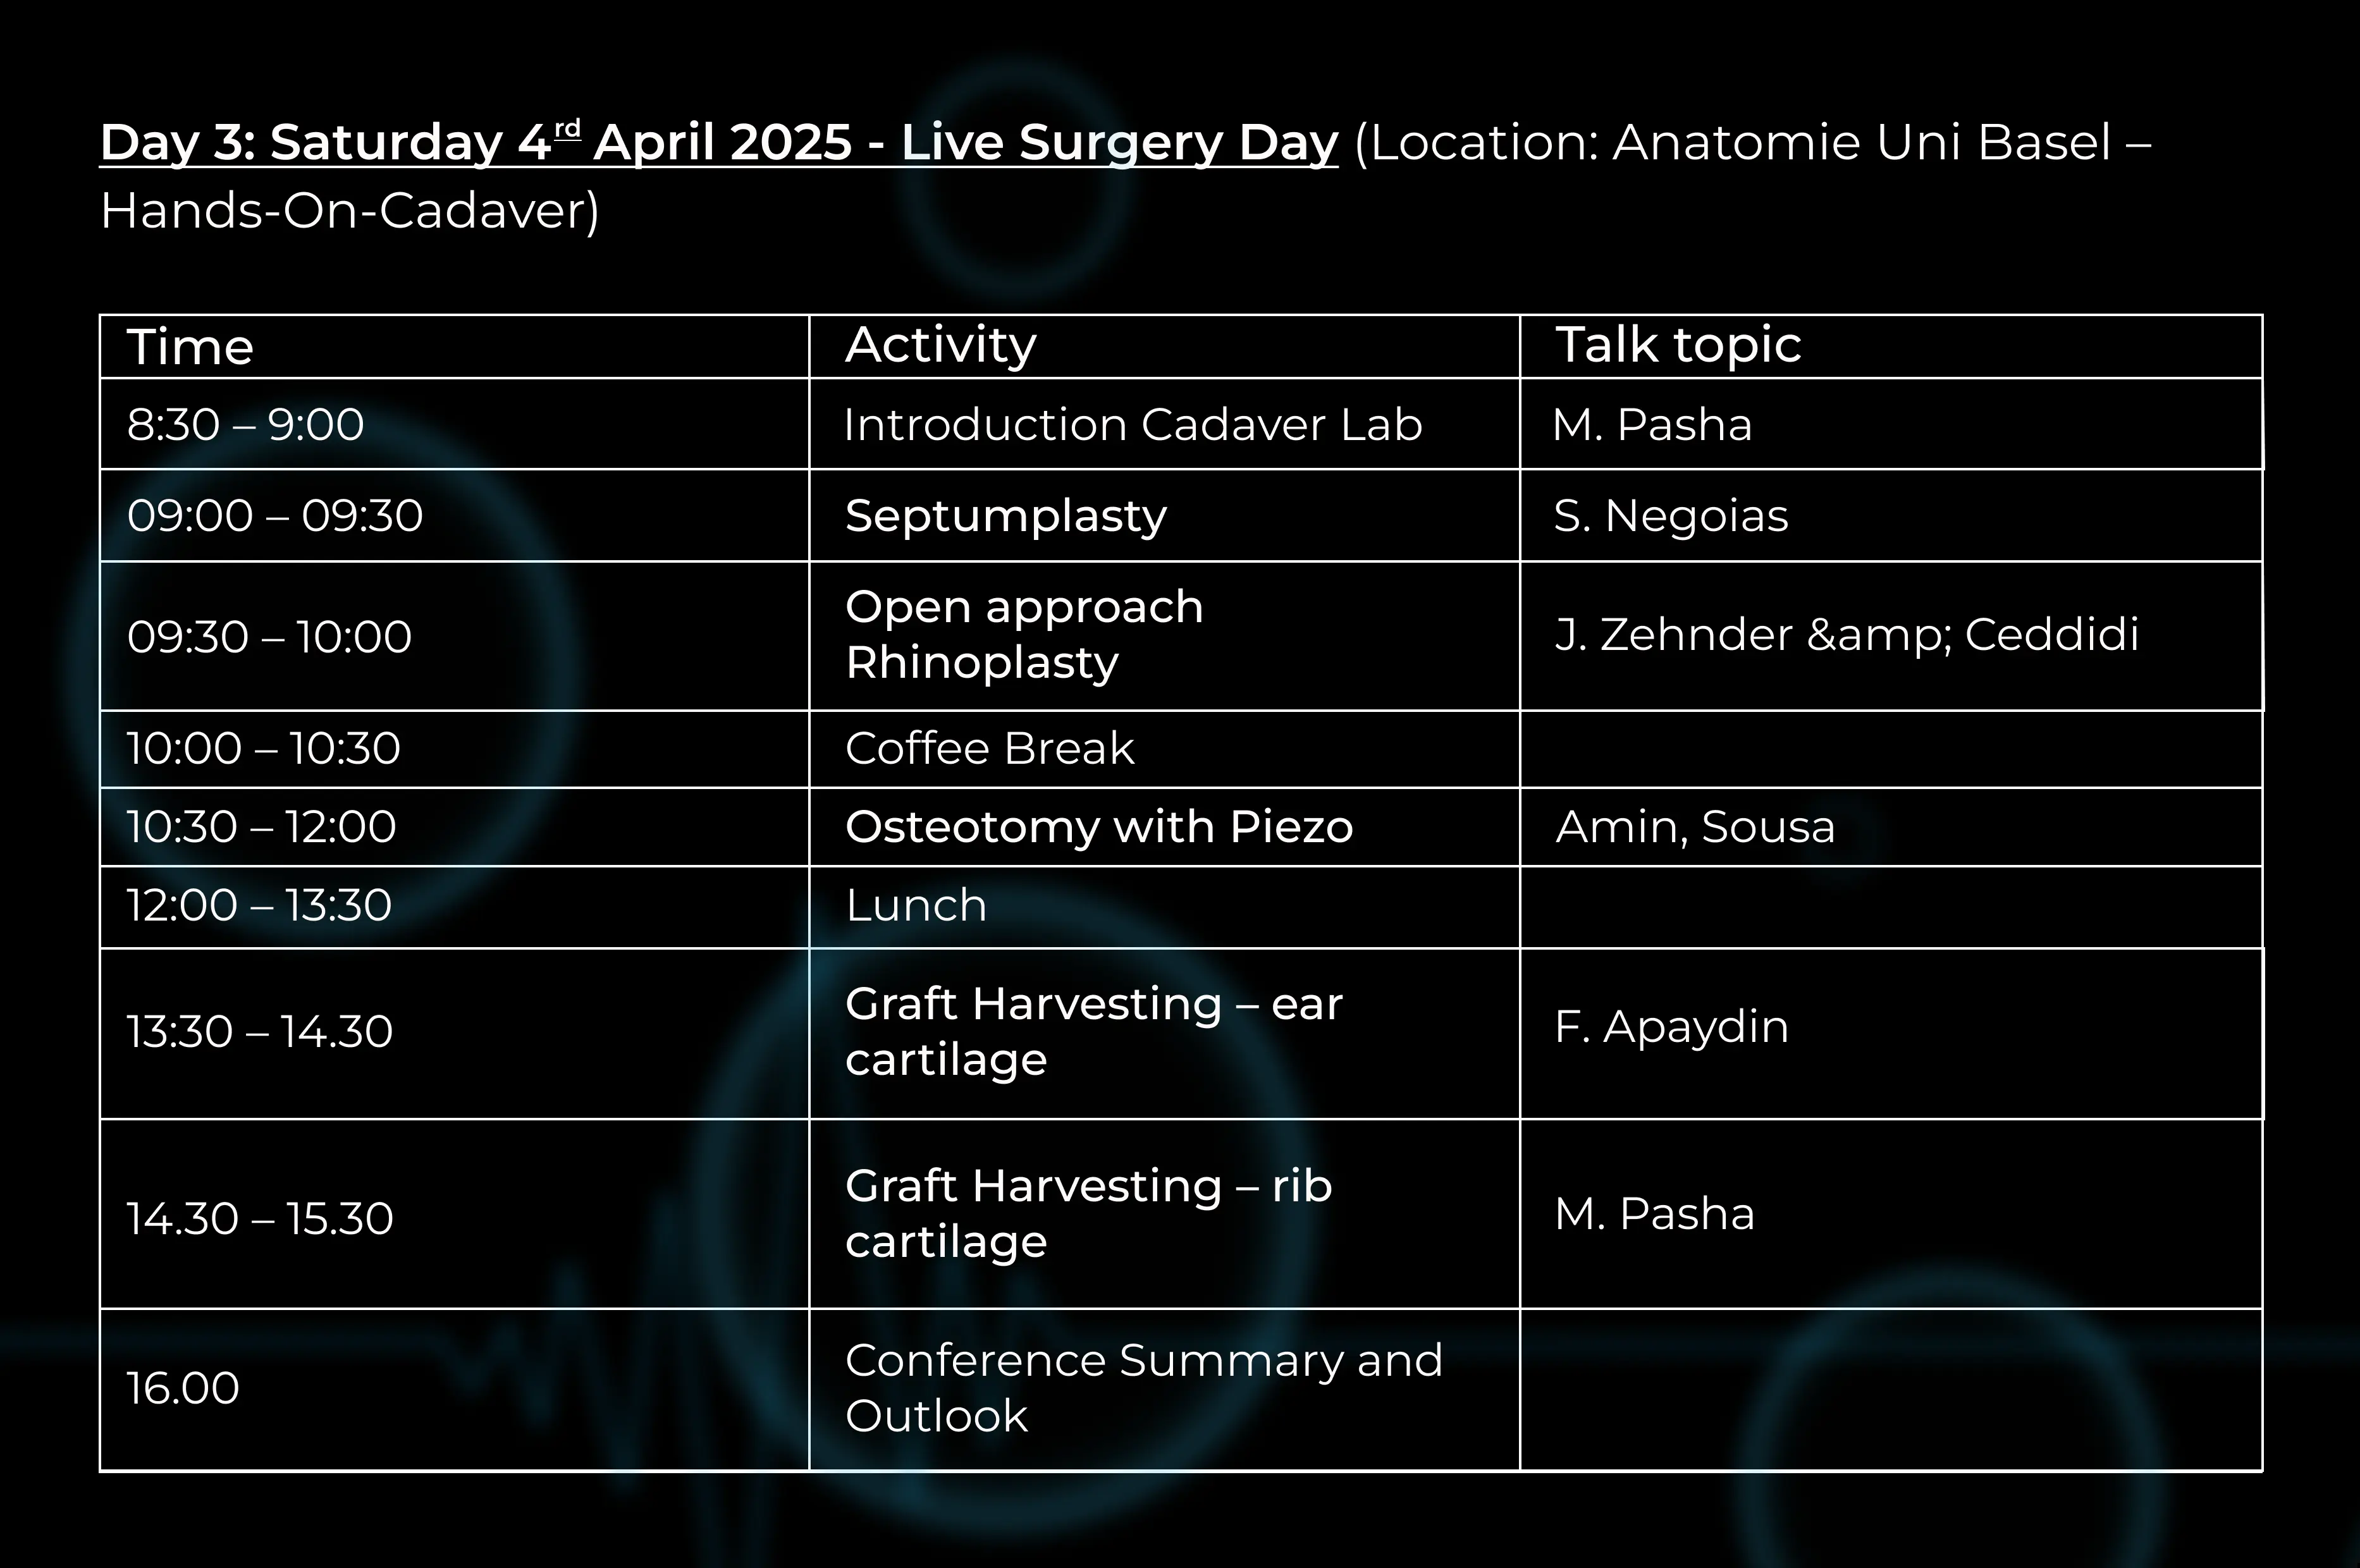 Day 3: Saturday 4rd April 2025 - Live Surgery Day (Location: Anatomie Uni Basel –
Hands-On-Cadaver)
Time Activity Talk topic
8:30 – 9:00 Introduction Cadaver Lab M. Pasha
09:00 – 09:30 Septumplasty S. Negoias
09:30 – 10:00 Open approach
Rhinoplasty J. Zehnder &amp; Ceddidi
10:00 – 10:30 Coffee Break
10:30 – 12:00 Osteotomy with Piezo Amin, Sousa
12:00 – 13:30 Lunch
13:30 – 14.30 Graft Harvesting – ear
cartilage F. Apaydin
14.30 – 15.30 Graft Harvesting – rib
cartilage M. Pasha
16.00 Conference Summary and
Outlook